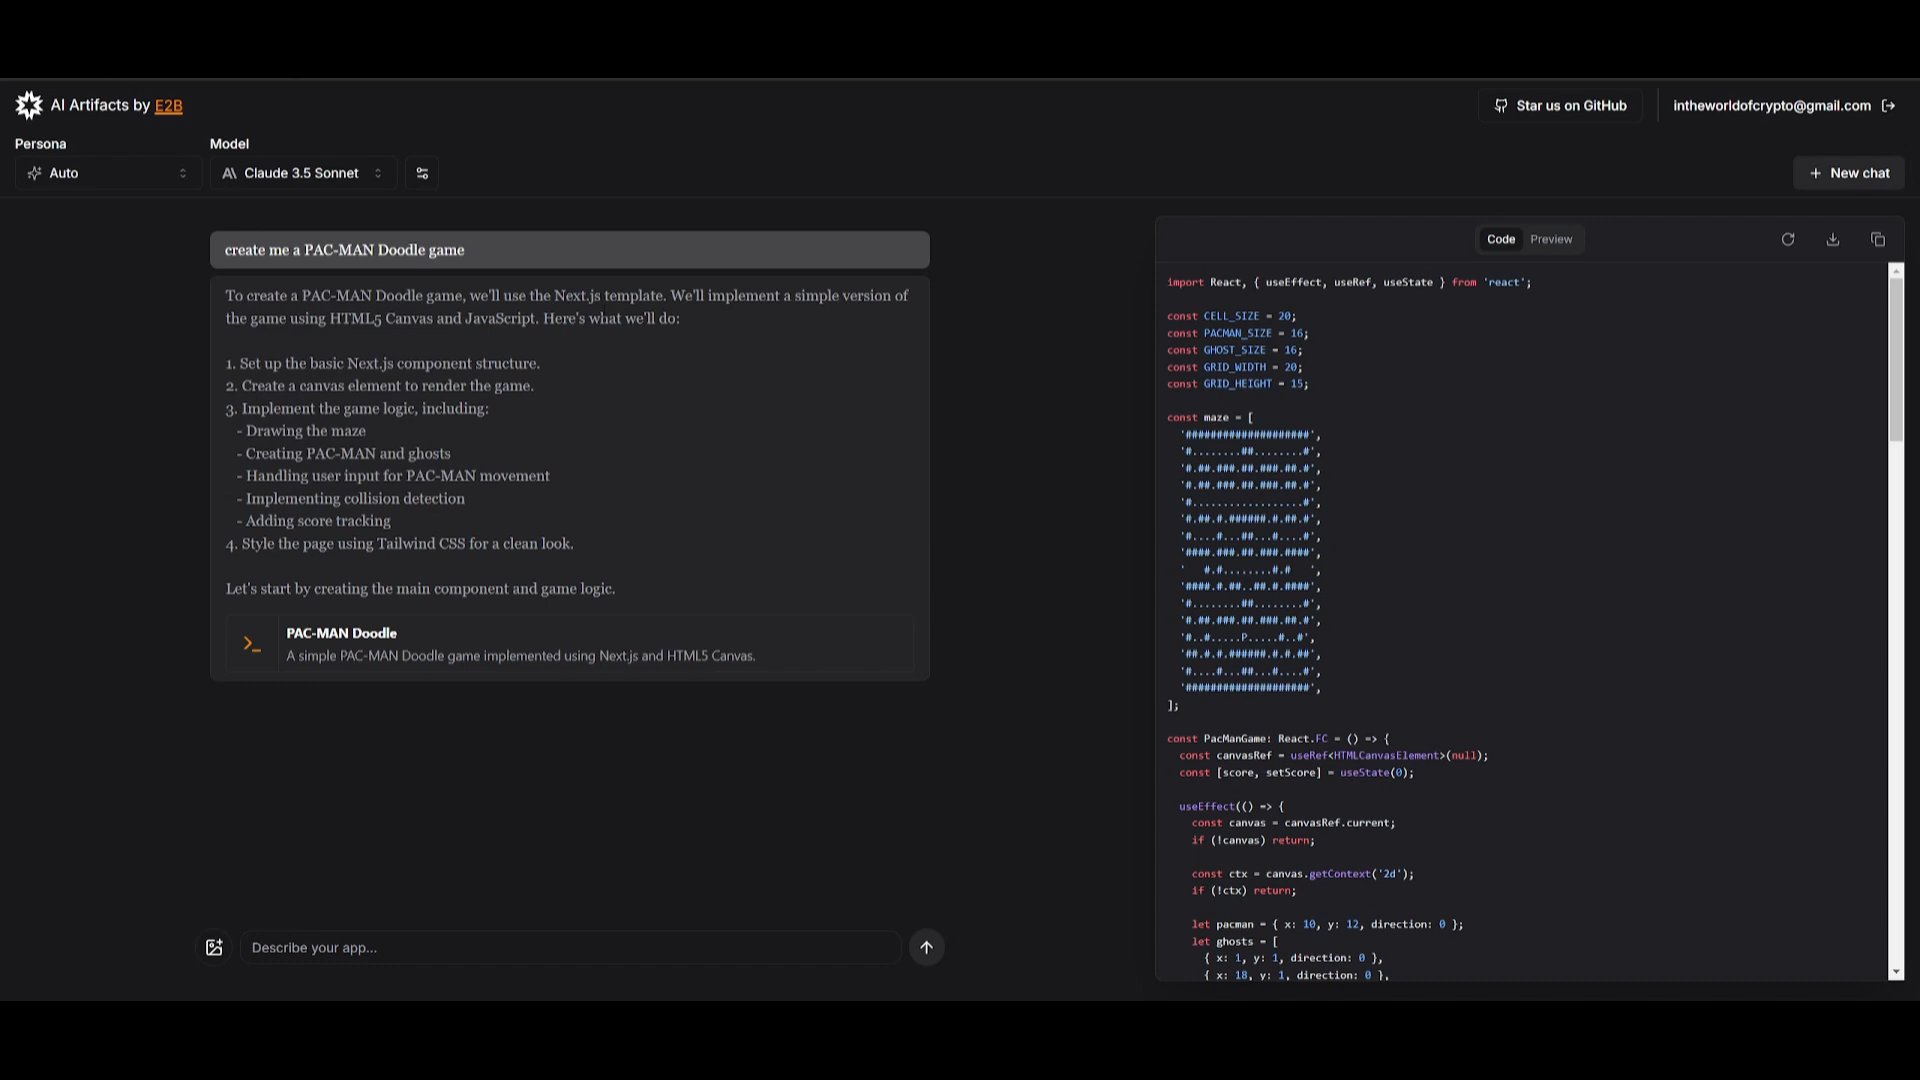 AI Artifacts by E2B
Star us on GitHub
intheworldofcrypto@gmail.com
Persona
Model
Auto
Claude 3.5 Sonnet
New chat
create me a PAC-MAN Doodle game
To create a PAC-MAN Doodle game, we'll use the Next.js template. We'll implement a simple version of
the game using HTML5 Canvas and JavaScript. Here's what we'll do:
1. Set up the basic Next.js component structure.
2. Create a canvas element to render the game.
3. Implement the game logic, including:
- Drawing the maze
- Creating PAC-MAN and ghosts
- Handling user input for PAC-MAN movement
- Implementing collision detection
- Adding score tracking
4. Style the page using Tailwind CSS for a clean look.
Let's start by creating the main component and game logic.
>_
PAC-MAN Doodle
A simple PAC-MAN Doodle game implemented using Next.js and HTML5 Canvas.
Describe your app...
Code
Preview
import React, { useEffect, useRef, useState } from 'react';
const CELL_SIZE = 20;
const PACMAN_SIZE = 16;
const GHOST_SIZE = 16;
const GRID_WIDTH = 20;
const GRID_HEIGHT = 15;
const maze = [
'####################',
'#........##........#',
'#.##.###.##.###.##.#',
'#.##.###.##.###.##.#',
'#..................#',
'#.##.#.######.#.##.#',
'#....#...##...#....#',
'####.###.##.###.####',
'   #.#........#.#   ',
'####.#.##..##.#.####',
'#........##........#',
'#.##.###.##.###.##.#',
'#..#.....P.....#..#',
'##.#.#.######.#.#.##',
'#....#...##...#....#',
'####################',
];
const PacManGame: React.FC = () => {
const canvasRef = useRef<HTMLCanvasElement>(null);
const [score, setScore] = useState(0);
useEffect(() => {
const canvas = canvasRef.current;
if (!canvas) return;
const ctx = canvas.getContext('2d');
if (!ctx) return;
let pacman = { x: 10, y: 12, direction: 0 };
let ghosts = [
{ x: 1, y: 1, direction: 0 },
{ x: 18, y: 1, direction: 0 },